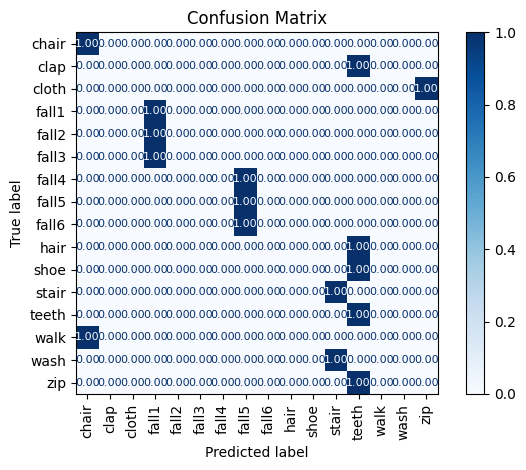 Confusion Matrix
chair 1.00 0.00 0.00 0.00 0.00 0.00 0.00 0.00 0.00 0.00 0.00 0.00 0.00 0.00 0.00 0.00
clap 0.00 0.00 0.00 0.00 0.00 0.00 0.00 0.00 0.00 0.00 0.00 0.00 1.00 0.00 0.00 0.00
cloth 0.00 0.00 0.00 0.00 0.00 0.00 0.00 0.00 0.00 0.00 0.00 0.00 0.00 0.00 0.00 1.00
fall1 0.00 0.00 0.00 1.00 0.00 0.00 0.00 0.00 0.00 0.00 0.00 0.00 0.00 0.00 0.00 0.00
fall2 0.00 0.00 0.00 1.00 0.00 0.00 0.00 0.00 0.00 0.00 0.00 0.00 0.00 0.00 0.00 0.00
fall3 0.00 0.00 0.00 1.00 0.00 0.00 0.00 0.00 0.00 0.00 0.00 0.00 0.00 0.00 0.00 0.00
fall4 0.00 0.00 0.00 0.00 0.00 0.00 0.00 1.00 0.00 0.00 0.00 0.00 0.00 0.00 0.00 0.00
fall5 0.00 0.00 0.00 0.00 0.00 0.00 0.00 1.00 0.00 0.00 0.00 0.00 0.00 0.00 0.00 0.00
fall6 0.00 0.00 0.00 0.00 0.00 0.00 0.00 1.00 0.00 0.00 0.00 0.00 0.00 0.00 0.00 0.00
hair 0.00 0.00 0.00 0.00 0.00 0.00 0.00 0.00 0.00 0.00 0.00 0.00 1.00 0.00 0.00 0.00
shoe 0.00 0.00 0.00 0.00 0.00 0.00 0.00 0.00 0.00 0.00 0.00 0.00 1.00 0.00 0.00 0.00
stair 0.00 0.00 0.00 0.00 0.00 0.00 0.00 0.00 0.00 0.00 0.00 1.00 0.00 0.00 0.00 0.00
teeth 0.00 0.00 0.00 0.00 0.00 0.00 0.00 0.00 0.00 0.00 0.00 0.00 1.00 0.00 0.00 0.00
walk 1.00 0.00 0.00 0.00 0.00 0.00 0.00 0.00 0.00 0.00 0.00 0.00 0.00 0.00 0.00 0.00
wash 0.00 0.00 0.00 0.00 0.00 0.00 0.00 0.00 0.00 0.00 0.00 1.00 0.00 0.00 0.00 0.00
zip 0.00 0.00 0.00 0.00 0.00 0.00 0.00 0.00 0.00 0.00 0.00 0.00 1.00 0.00 0.00 0.00
True label
chair clap cloth fall1 fall2 fall3 fall4 fall5 fall6 hair shoe stair teeth walk wash zip
Predicted label
1.0
0.8
0.6
0.4
0.2
0.0